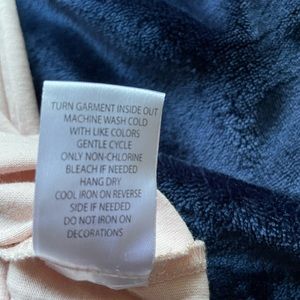 TURN GARMENT INSIDE OUT
MACHINE WASH COLD
WITH LIKE COLORS
GENTLE CYCLE
ONLY NON-CHLORINE
BLEACH IF NEEDED
HANG DRY
COOL IRON ON REVERSE
SIDE IF NEEDED
DO NOT IRON ON
DECORATIONS